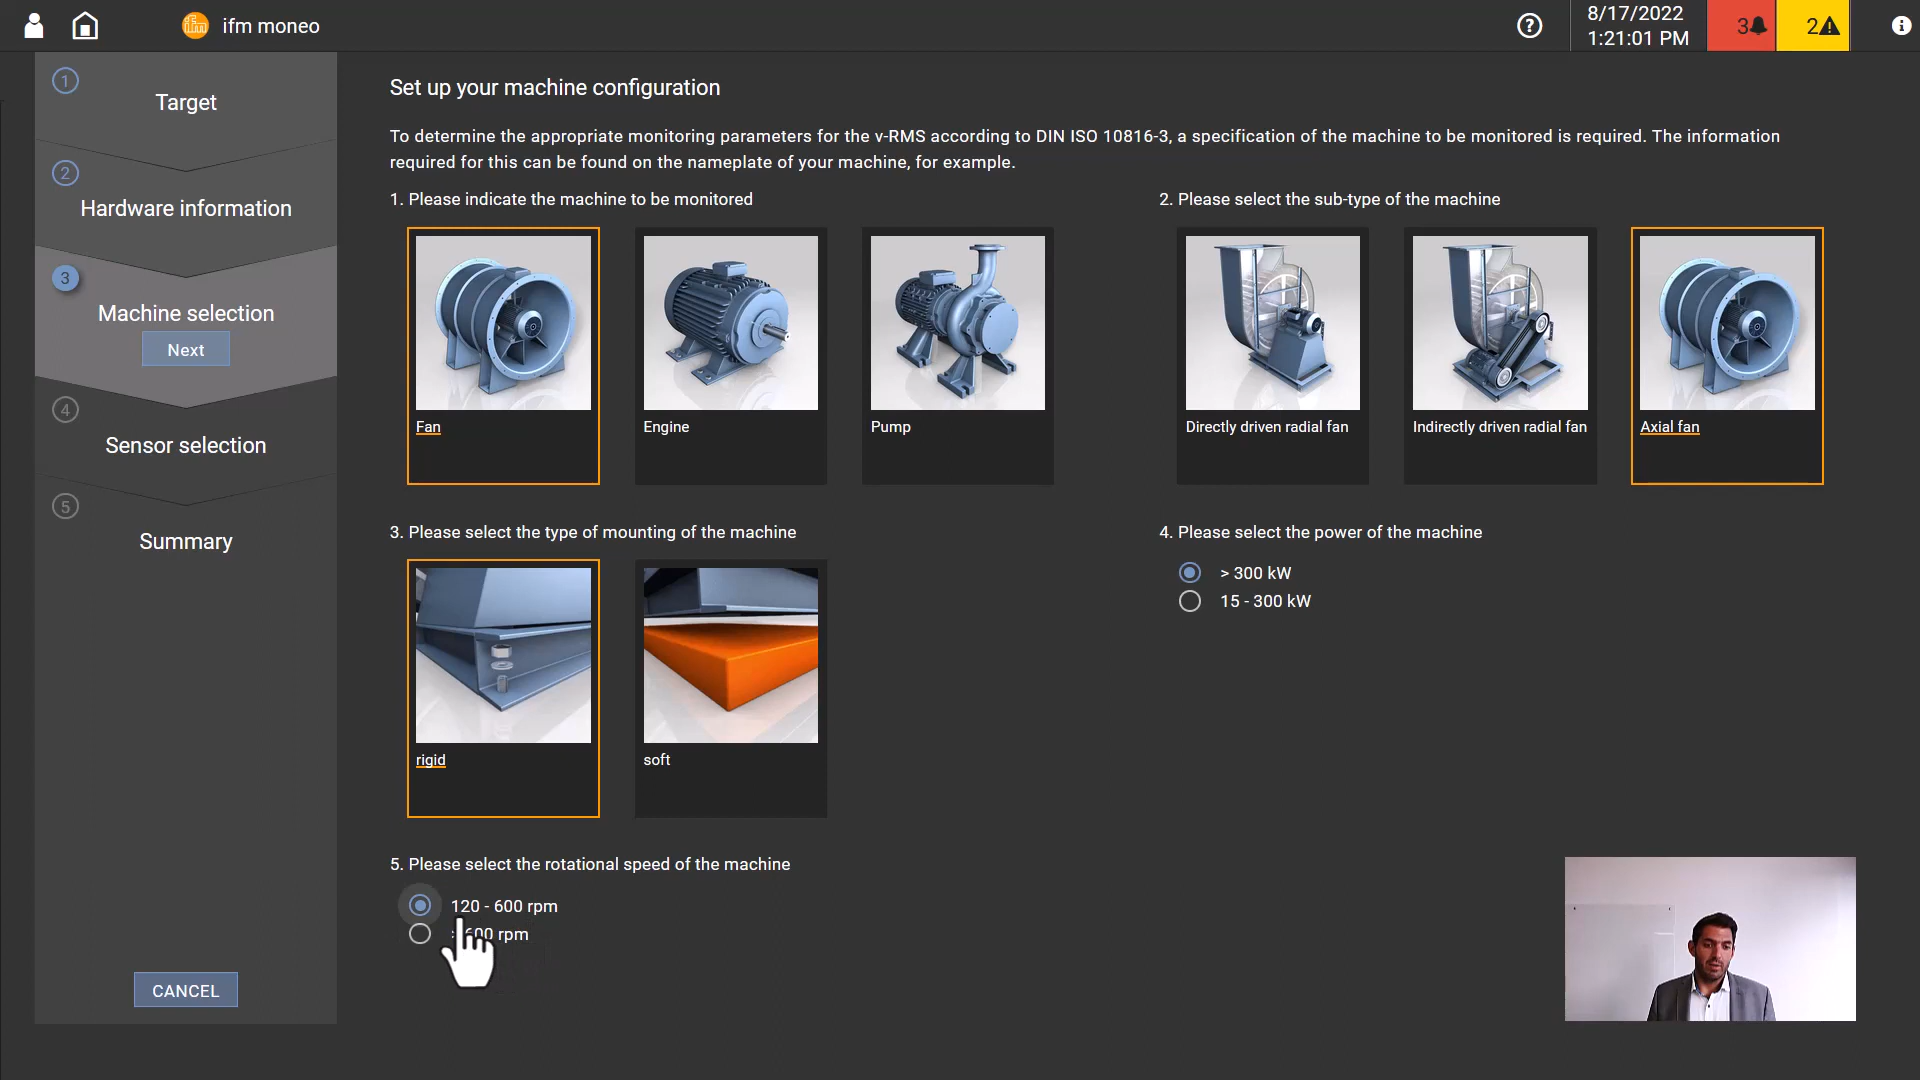 ifm moneo
8/17/2022
1:21:01 PM
3
2
1
Target
2
Hardware information
3
Machine selection
Next
4
Sensor selection
5
Summary
CANCEL
Set up your machine configuration
To determine the appropriate monitoring parameters for the v-RMS according to DIN ISO 10816-3, a specification of the machine to be monitored is required. The information
required for this can be found on the nameplate of your machine, for example.
1. Please indicate the machine to be monitored
Fan
Engine
Pump
2. Please select the sub-type of the machine
Directly driven radial fan
Indirectly driven radial fan
Axial fan
3. Please select the type of mounting of the machine
rigid
soft
4. Please select the power of the machine
> 300 kW
15 - 300 kW
5. Please select the rotational speed of the machine
120 - 600 rpm
600 rpm